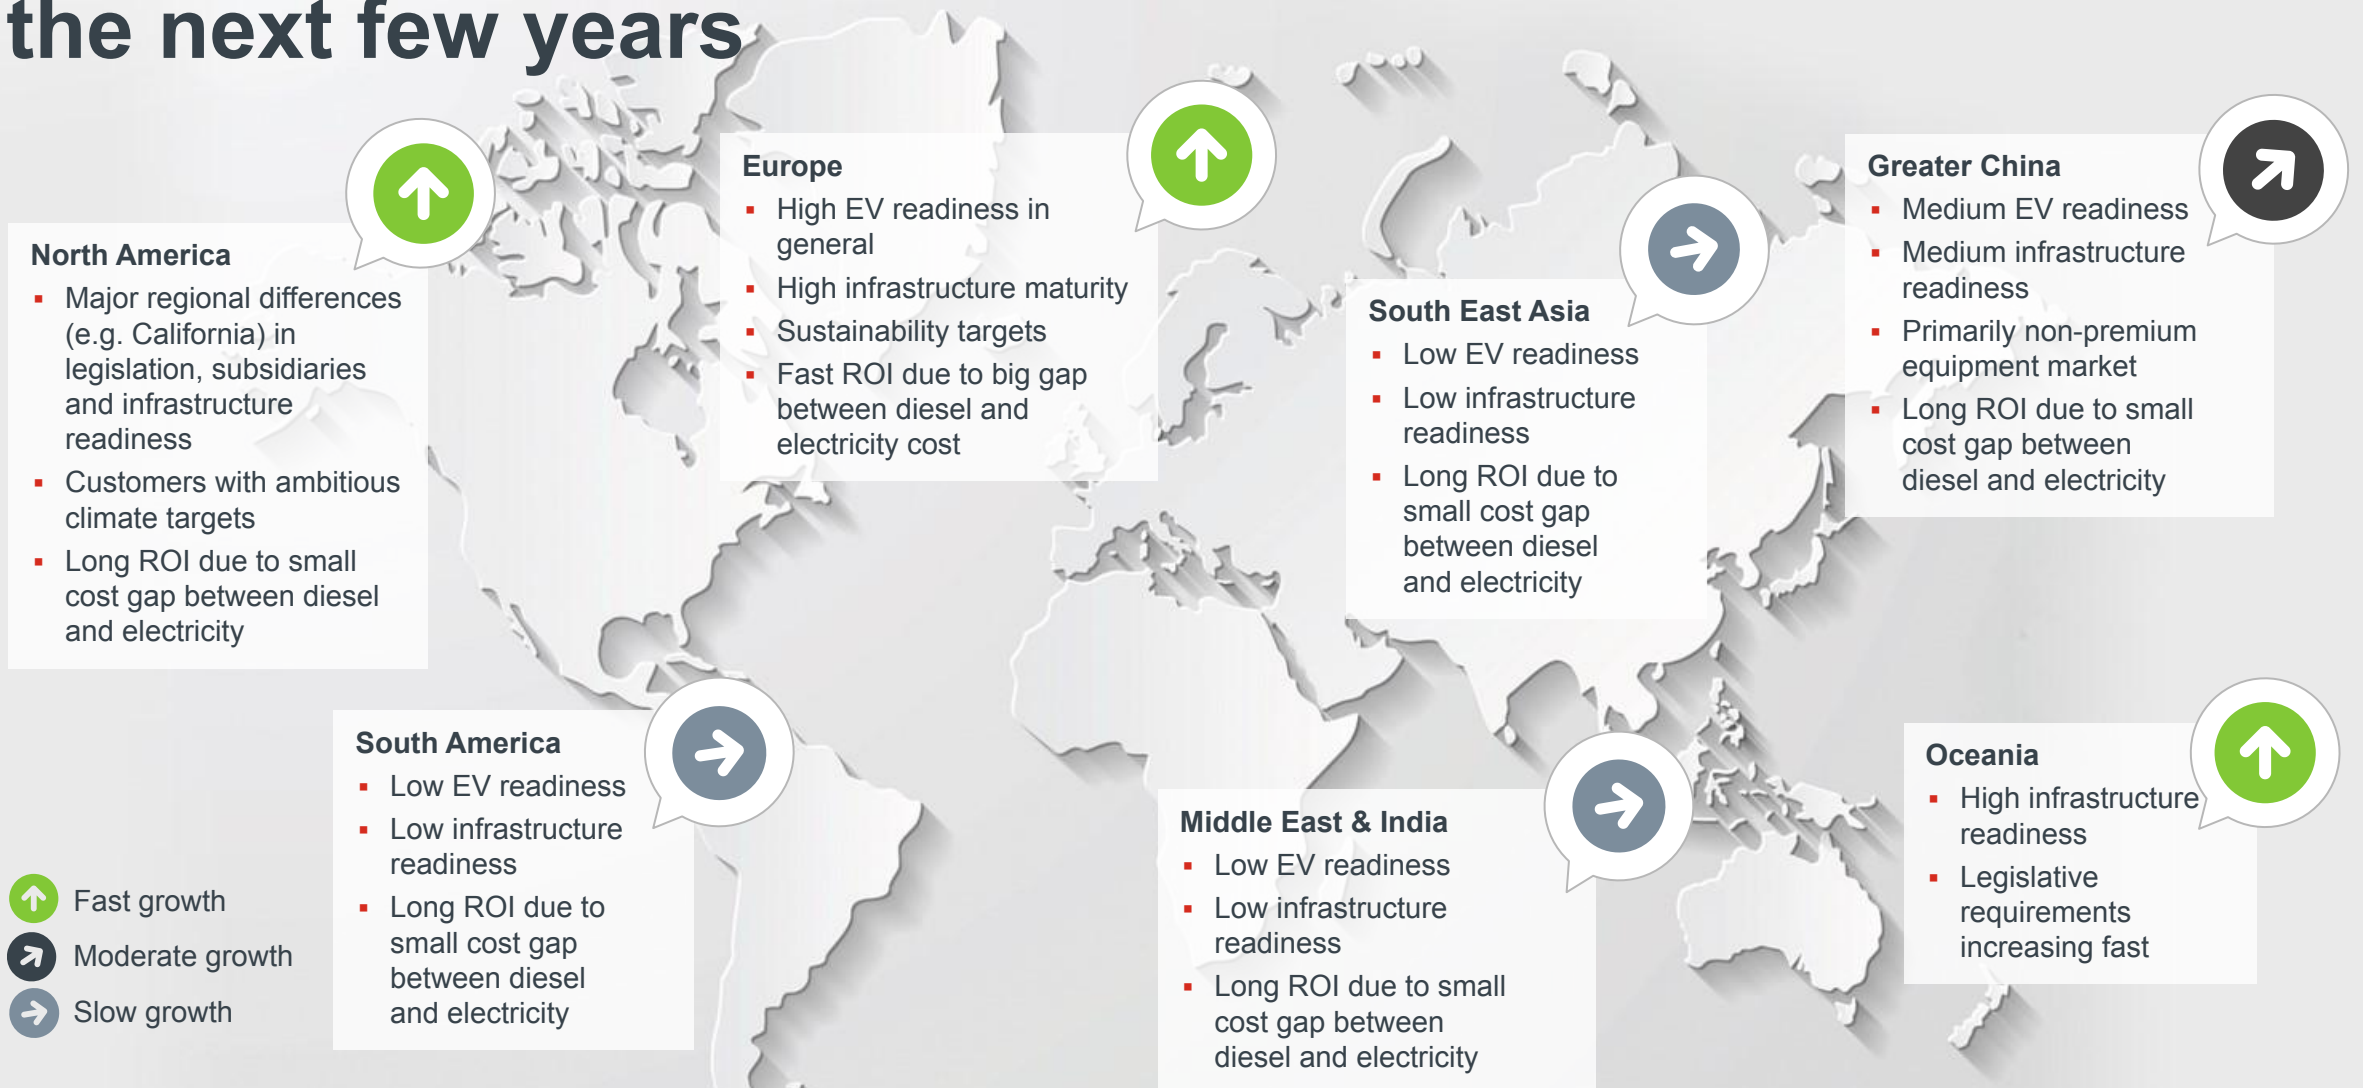 the next few years
North America
▪ Major regional differences
(e.g. California) in
legislation, subsidiaries
and infrastructure
readiness
▪ Customers with ambitious
climate targets
▪ Long ROI due to small
cost gap between diesel
and electricity
Europe
▪ High EV readiness in
general
▪ High infrastructure maturity
▪ Sustainability targets
▪ Fast ROI due to big gap
between diesel and
electricity cost
South East Asia
▪ Low EV readiness
▪ Low infrastructure
readiness
▪ Long ROI due to
small cost gap
between diesel
and electricity
Greater China
▪ Medium EV readiness
▪ Medium infrastructure
readiness
▪ Primarily non-premium
equipment market
▪ Long ROI due to small
cost gap between
diesel and electricity
South America
▪ Low EV readiness
▪ Low infrastructure
readiness
▪ Long ROI due to
small cost gap
between diesel
and electricity
Middle East & India
▪ Low EV readiness
▪ Low infrastructure
readiness
▪ Long ROI due to small
cost gap between
diesel and electricity
Oceania
▪ High infrastructure
readiness
▪ Legislative
requirements
increasing fast
Fast growth
Moderate growth
Slow growth